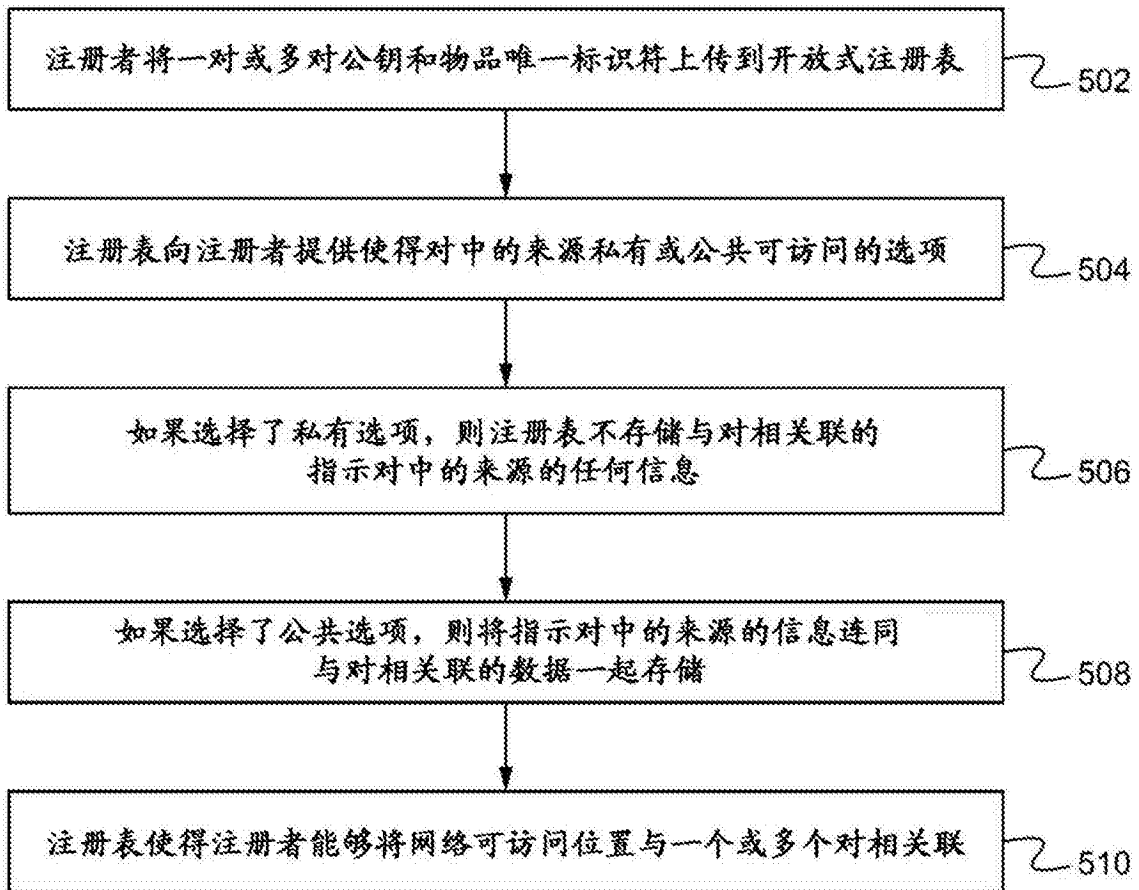 注册者将一对或多对公钥和物品唯一标识符上传到开放式注册表
502
注册表向注册者提供使得对中的来源私有或公共可访问的选项
504
如果选择了私有选项，则注册表不存储与对相关联的
指示对中的来源的任何信息
506
如果选择了公共选项，则将指示对中的来源的信息连同
与对相关联的数据一起存储
508
注册表使得注册者能够将网络可访问位置与一个或多个对相关联
510